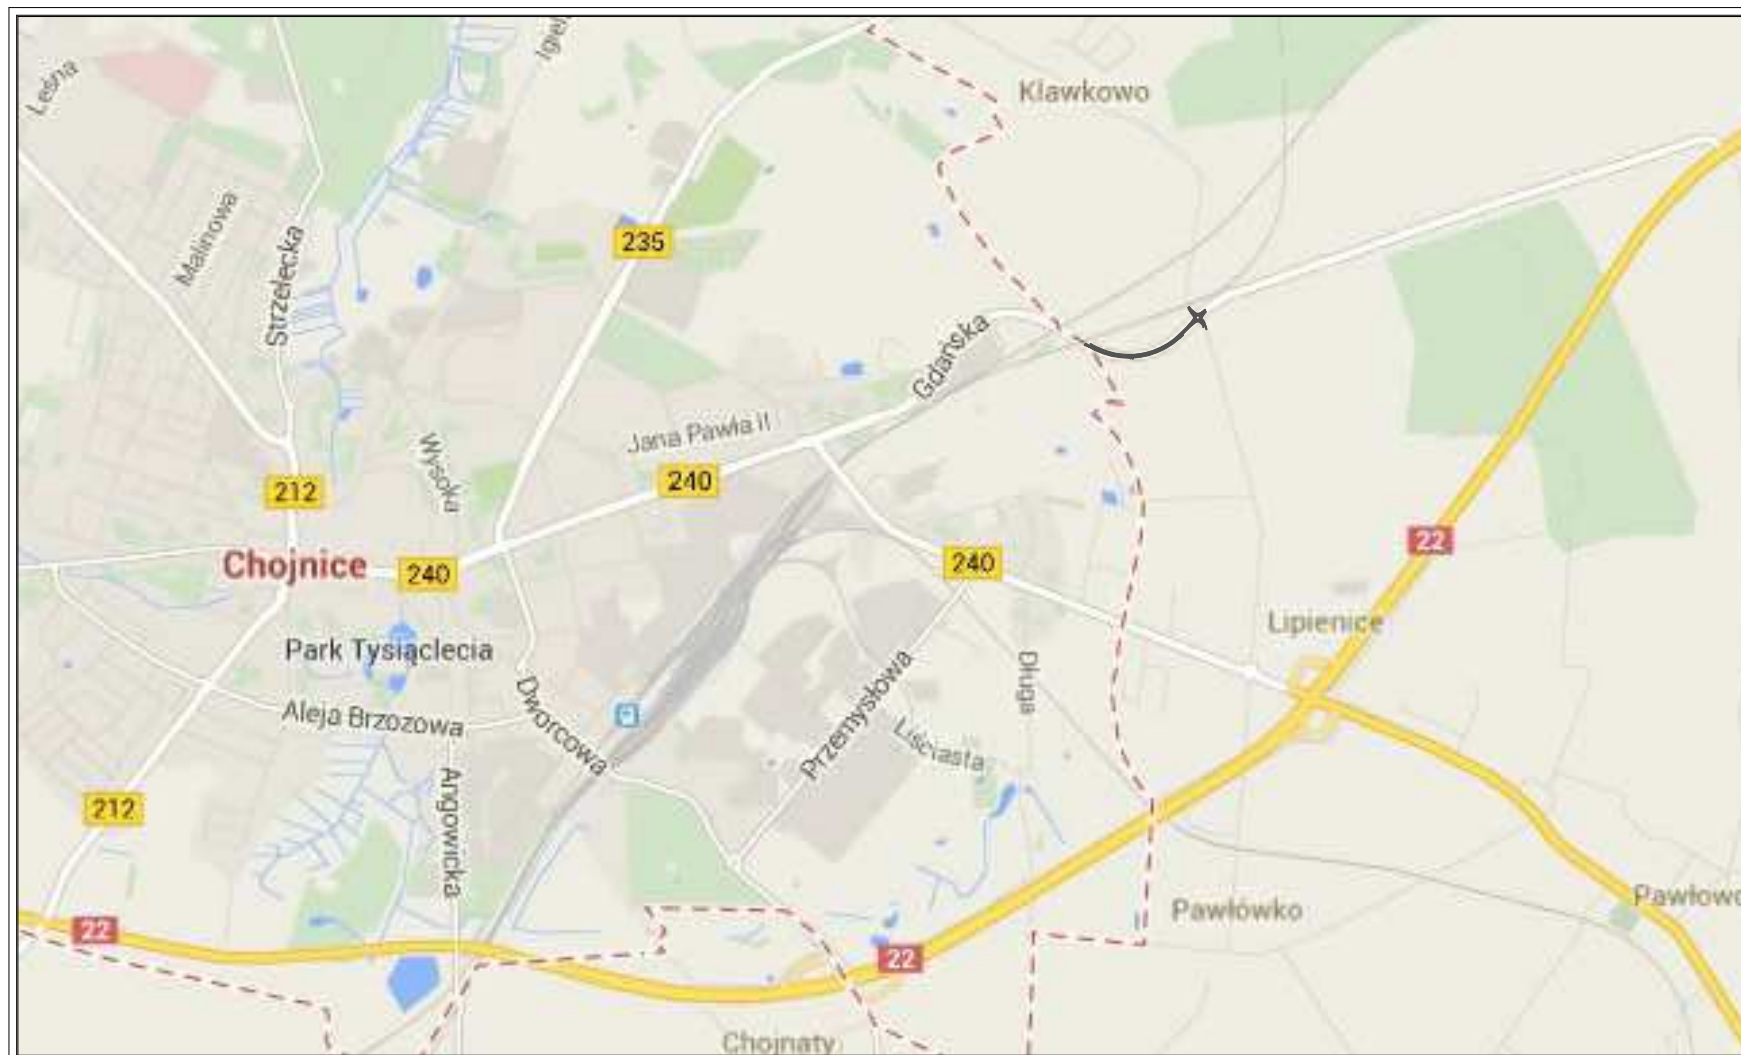 Leśna
Klawkowo
Malinowa
Strzelecka
235
Gdańska
Jana Pawła II
Wysoka
240
212
22
Chojnice
240
240
Lipienice
Park Tysiąclecia
Długa
Dworcowa
Przemysłowa
Aleja Brzozowa
Liściasta
Angowicka
212
Pawłówko
Pawłowo
22
22
Chojnaty